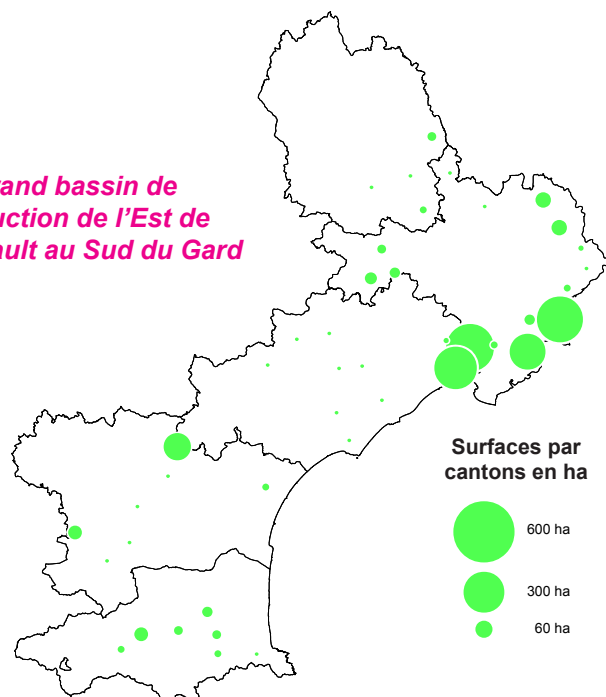 and bassin de
uction de l'Est de
ault au Sud du Gard
Surfaces par
cantons en ha
600 ha
300 ha
60 ha